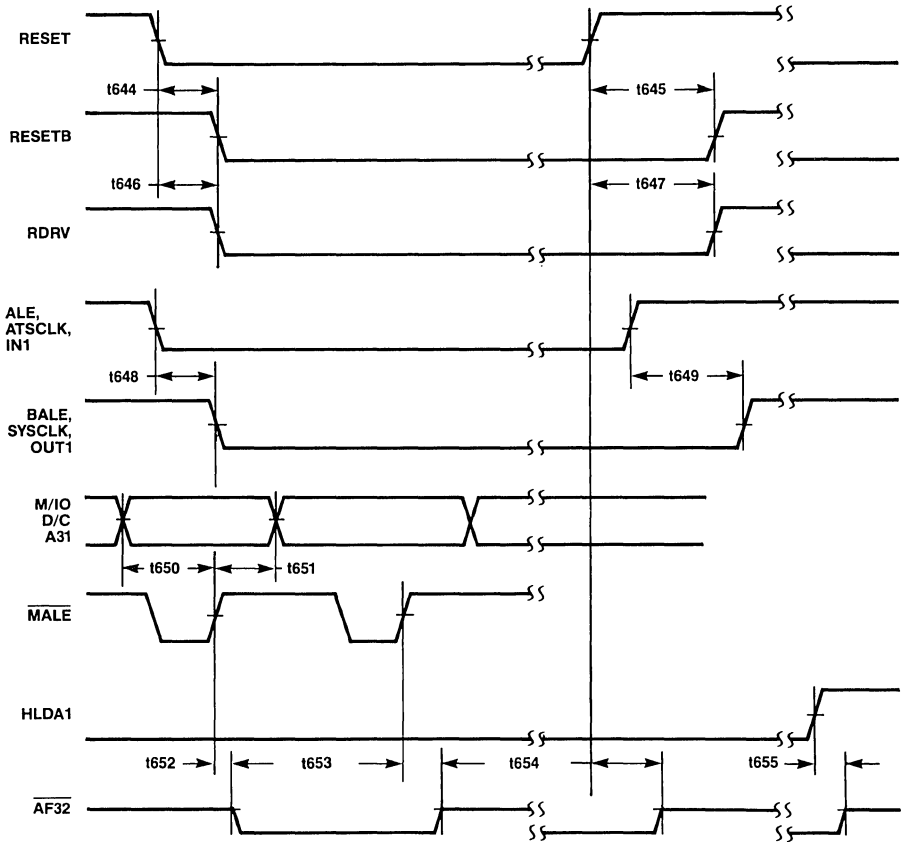 RESET
t644
t645
RESETB
t646
t647
RDRV
ALE,
ATSCLK,
IN1
t648
t649
BALE,
SYSCLK,
OUT1
M/IO
D/C
A31
t650
t651
MALE
HLDA1
t652
t653
t654
t655
AF32